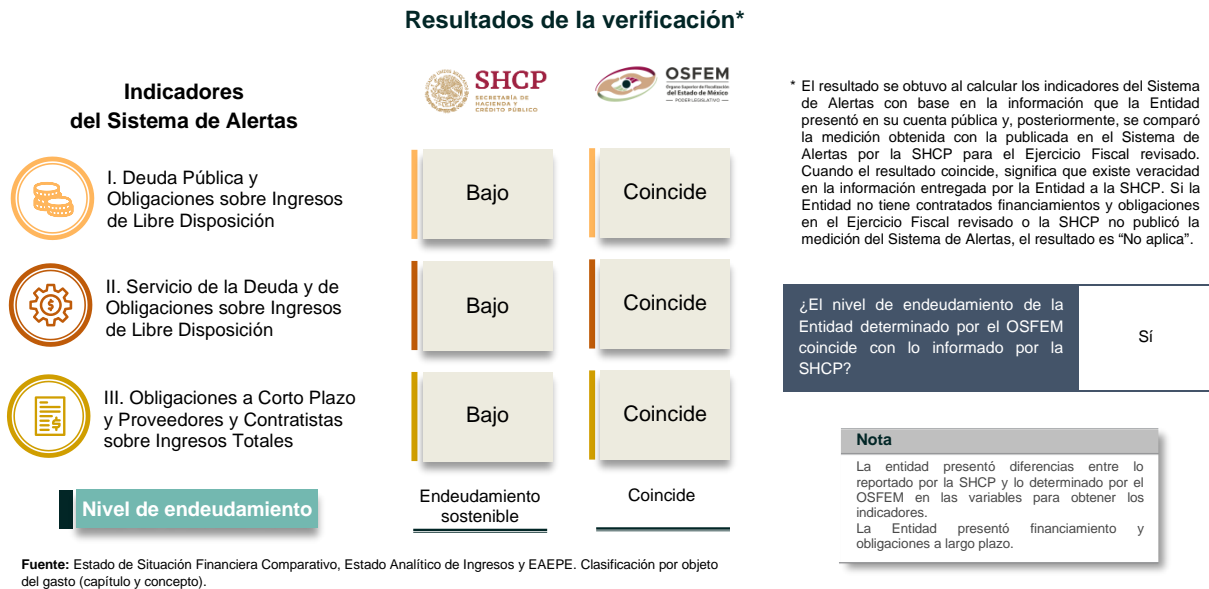 Resultados de la verificación*
Indicadores
del Sistema de Alertas
SHCP
SECRETARÍA DE
HACIENDA Y
CRÉDITO PÚBLICO
OSFEM
Órgano Superior de Fiscalización
del Estado de México
PODER LEGISLATIVO
I. Deuda Pública y
Obligaciones sobre Ingresos
de Libre Disposición
Bajo
Coincide
II. Servicio de la Deuda y de
Obligaciones sobre Ingresos
de Libre Disposición
Bajo
Coincide
III. Obligaciones a Corto Plazo
y Proveedores y Contratistas
sobre Ingresos Totales
Bajo
Coincide
Nivel de endeudamiento
Endeudamiento
sostenible
Coincide
* El resultado se obtuvo al calcular los indicadores del Sistema
de Alertas con base en la información que la Entidad
presentó en su cuenta pública y, posteriormente, se comparó
la medición obtenida con la publicada en el Sistema de
Alertas por la SHCP para el Ejercicio Fiscal revisado.
Cuando el resultado coincide, significa que existe veracidad
en la información entregada por la Entidad a la SHCP. Si la
Entidad no tiene contratados financiamientos y obligaciones
en el Ejercicio Fiscal revisado o la SHCP no publicó la
medición del Sistema de Alertas, el resultado es “No aplica”.
¿El nivel de endeudamiento de la
Entidad determinado por el OSFEM
coincide con lo informado por la
SHCP?
Sí
Nota
La entidad presentó diferencias entre lo
reportado por la SHCP y lo determinado por el
OSFEM en las variables para obtener los
indicadores.
La Entidad presentó financiamiento y
obligaciones a largo plazo.
Fuente: Estado de Situación Financiera Comparativo, Estado Analítico de Ingresos y EAEPE. Clasificación por objeto
del gasto (capítulo y concepto).